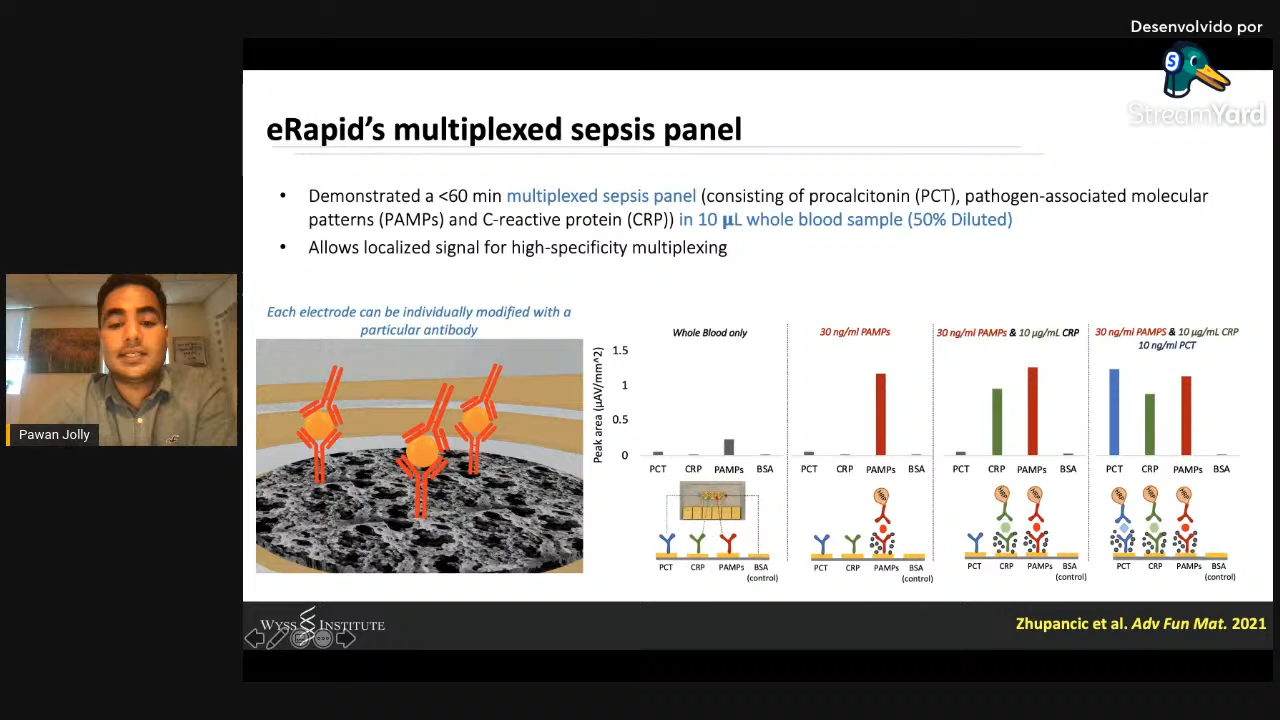 Desenvolvido por
S
StreamYard
eRapid's multiplexed sepsis panel
• Demonstrated a <60 min multiplexed sepsis panel (consisting of procalcitonin (PCT), pathogen-associated molecular
patterns (PAMPs) and C-reactive protein (CRP)) in 10 μL whole blood sample (50% Diluted)
• Allows localized signal for high-specificity multiplexing
Each electrode can be individually modified with a
particular antibody
Whole Blood only
30 ng/ml PAMPs
30 ng/ml PAMPs & 10 μg/mL CRP
30 ng/ml PAMPS & 10 μg/mL CRP
10 ng/ml PCT
Peak area (μAV/mm^2)
1.5
1
0.5
0
PCT CRP PAMPs BSA
PCT CRP PAMPs BSA
PCT CRP PAMPs BSA
PCT CRP PAMPs BSA
HRP
HRP HRP
HRP HRP HRP
PCT CRP PAMPs BSA
(control)
PCT CRP PAMPs BSA
(control)
PCT CRP PAMPs BSA
(control)
PCT CRP PAMPs BSA
(control)
Pawan Jolly
WYSS INSTITUTE
Zhupancic et al. Adv Fun Mat. 2021